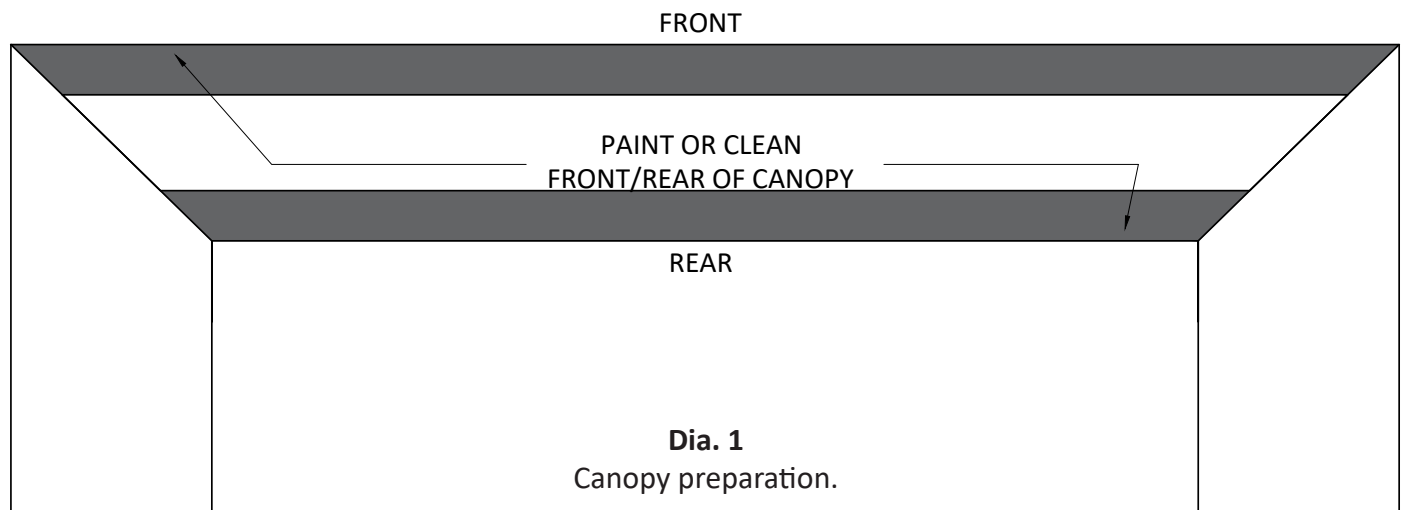 FRONT
PAINT OR CLEAN
FRONT/REAR OF CANOPY
REAR
Dia. 1
Canopy preparation.